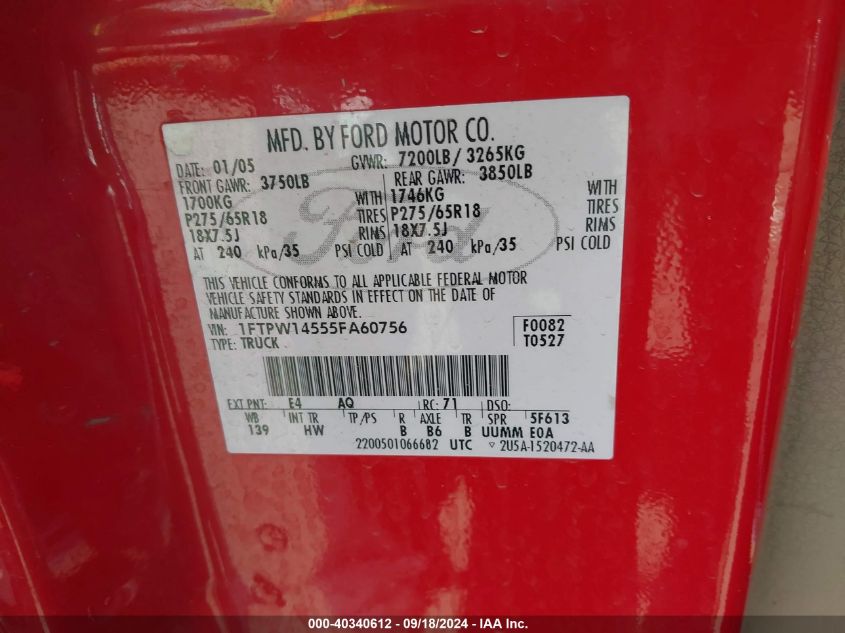 MFD. BY FORD MOTOR CO.
DATE: 01/05 GVWR: 7200LB / 3265KG
FRONT GAWR: 3750LB REAR GAWR: 3850LB
1700KG WITH 1746KG WITH
P275/65R18 TIRES P275/65R18 TIRES
18X7.5J RIMS 18X7.5J RIMS
AT 240 kPa/35 PSI COLD AT 240 kPa/35 PSI COLD
Ford
THIS VEHICLE CONFORMS TO ALL APPLICABLE FEDERAL MOTOR
VEHICLE SAFETY STANDARDS IN EFFECT ON THE DATE OF
MANUFACTURE SHOWN ABOVE.
VIN: 1FTPW14555FA60756 F0082
TYPE: TRUCK T0527
EXT PNT: E4 AQ RC: 71 DSO:
WB INT TR TP/PS R AXLE TR SPR 5F613
139 HW B B6 B UUMM E0A
2200501066682 UTC ▽ 2U5A-1520472-AA
000-40340612 - 09/18/2024 - IAA Inc.